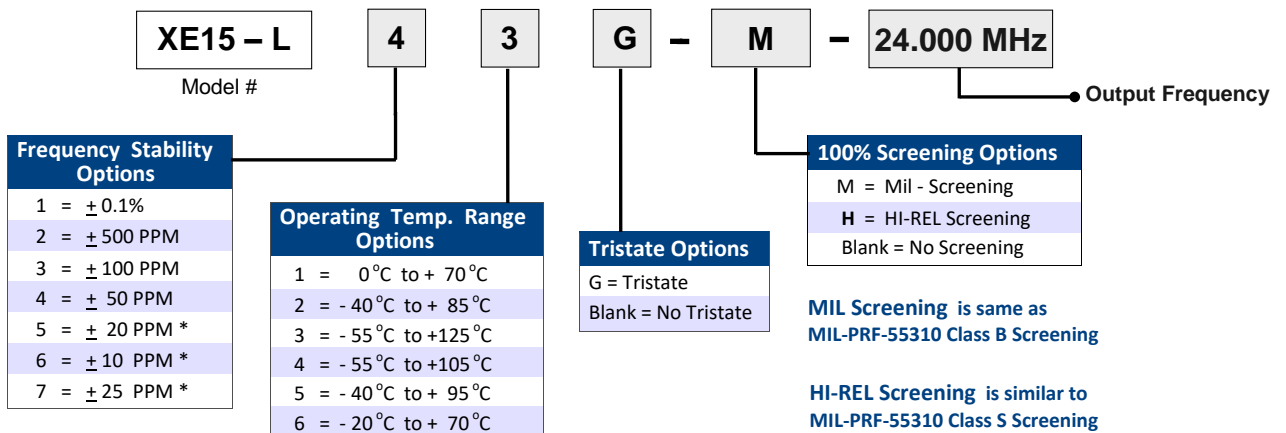 XE15 – L 4 3 G – M – 24.000 MHz
Model #
Output Frequency
Frequency Stability
Options
1 = ± 0.1%
2 = ± 500 PPM
3 = ± 100 PPM
4 = ± 50 PPM
5 = ± 20 PPM *
6 = ± 10 PPM *
7 = ± 25 PPM *
Operating Temp. Range
Options
1 = 0°C to + 70°C
2 = - 40°C to + 85°C
3 = - 55°C to +125°C
4 = - 55°C to +105°C
5 = - 40°C to + 95°C
6 = - 20°C to + 70°C
Tristate Options
G = Tristate
Blank = No Tristate
100% Screening Options
M = Mil - Screening
H = HI-REL Screening
Blank = No Screening
MIL Screening is same as
MIL-PRF-55310 Class B Screening
HI-REL Screening is similar to
MIL-PRF-55310 Class S Screening